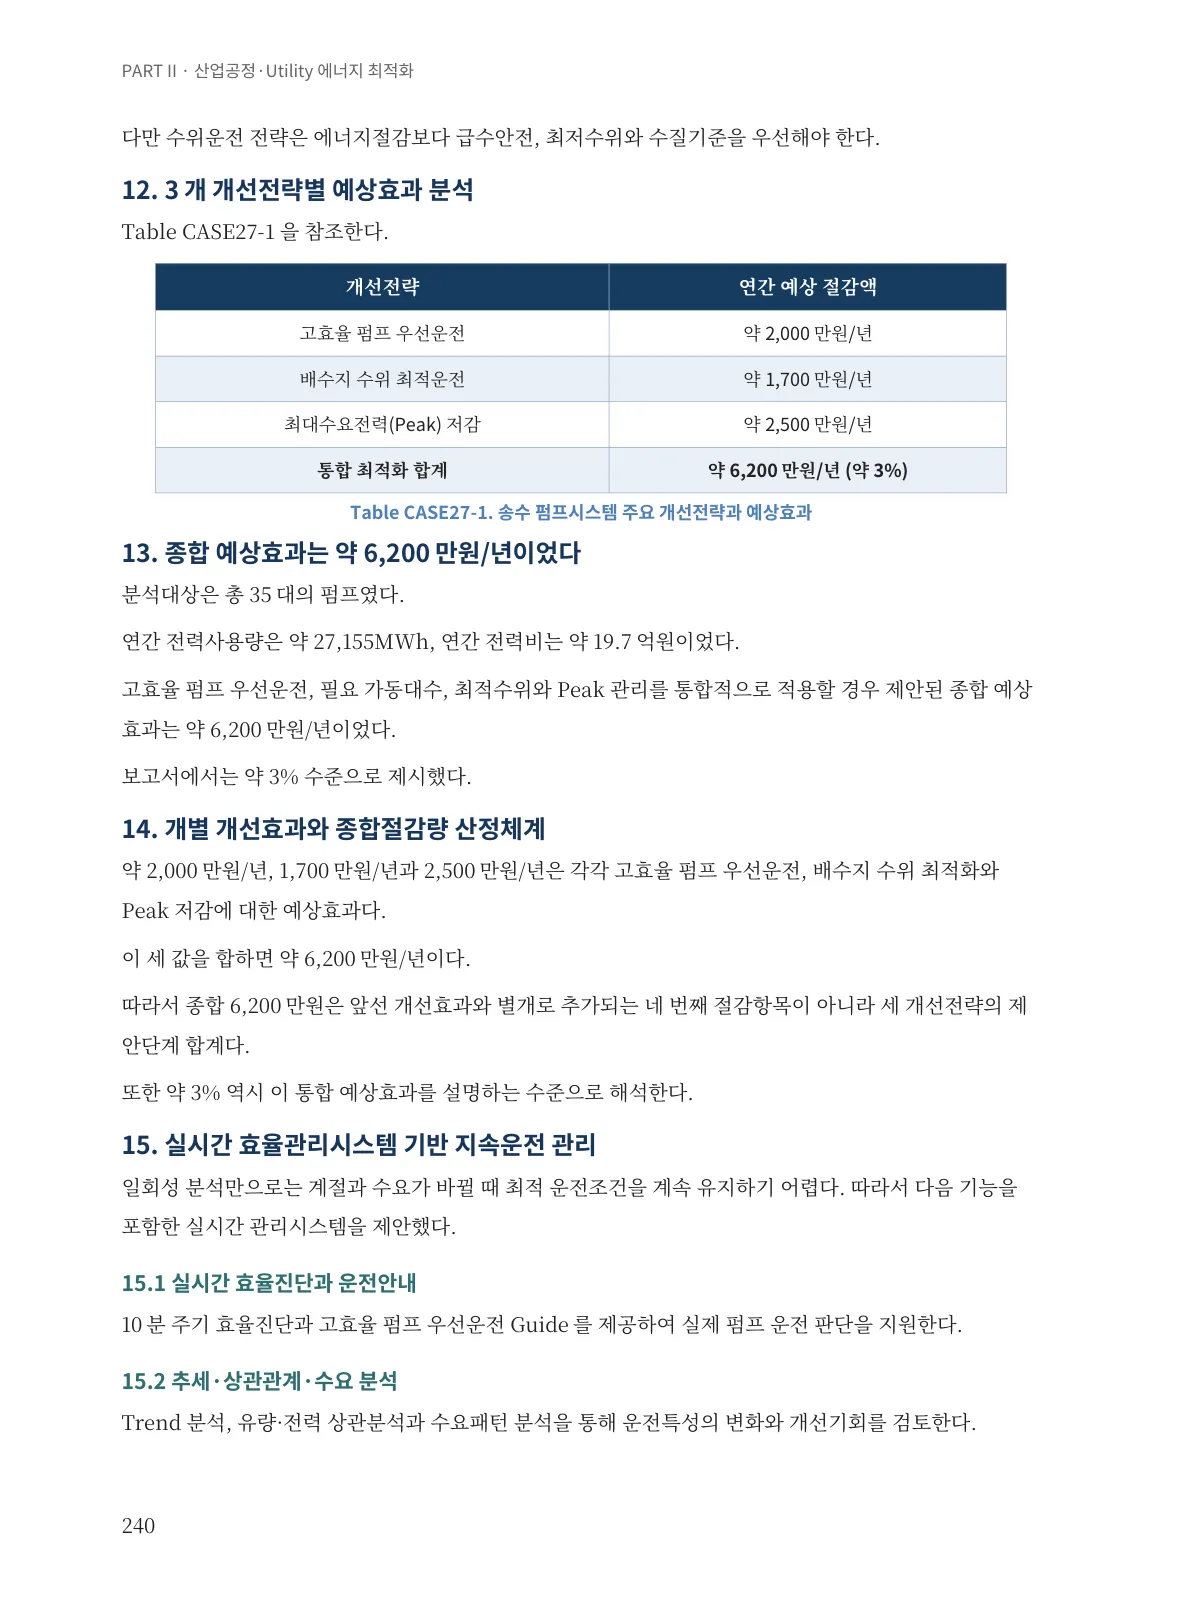 PART II · 산업공정·Utility 에너지 최적화
다만 수위운전 전략은 에너지절감보다 급수안전, 최저수위와 수질기준을 우선해야 한다.
12. 3 개 개선전략별 예상효과 분석
Table CASE27-1 을 참조한다.
개선전략 연간 예상 절감액
고효율 펌프 우선운전 약 2,000 만원/년
배수지 수위 최적운전 약 1,700 만원/년
최대수요전력(Peak) 저감 약 2,500 만원/년
통합 최적화 합계 약 6,200 만원/년 (약 3%)
Table CASE27-1. 송수 펌프시스템 주요 개선전략과 예상효과
13. 종합 예상효과는 약 6,200 만원/년이었다
분석대상은 총 35 대의 펌프였다.
연간 전력사용량은 약 27,155MWh, 연간 전력비는 약 19.7 억원이었다.
고효율 펌프 우선운전, 필요 가동대수, 최적수위와 Peak 관리를 통합적으로 적용할 경우 제안된 종합 예상
효과는 약 6,200 만원/년이었다.
보고서에서는 약 3% 수준으로 제시했다.
14. 개별 개선효과와 종합절감량 산정체계
약 2,000 만원/년, 1,700 만원/년과 2,500 만원/년은 각각 고효율 펌프 우선운전, 배수지 수위 최적화와
Peak 저감에 대한 예상효과다.
이 세 값을 합하면 약 6,200 만원/년이다.
따라서 종합 6,200 만원은 앞선 개선효과와 별개로 추가되는 네 번째 절감항목이 아니라 세 개선전략의 제
안단계 합계다.
또한 약 3% 역시 이 통합 예상효과를 설명하는 수준으로 해석한다.
15. 실시간 효율관리시스템 기반 지속운전 관리
일회성 분석만으로는 계절과 수요가 바뀔 때 최적 운전조건을 계속 유지하기 어렵다. 따라서 다음 기능을
포함한 실시간 관리시스템을 제안했다.
15.1 실시간 효율진단과 운전안내
10 분 주기 효율진단과 고효율 펌프 우선운전 Guide 를 제공하여 실제 펌프 운전 판단을 지원한다.
15.2 추세·상관관계·수요 분석
Trend 분석, 유량·전력 상관분석과 수요패턴 분석을 통해 운전특성의 변화와 개선기회를 검토한다.
240